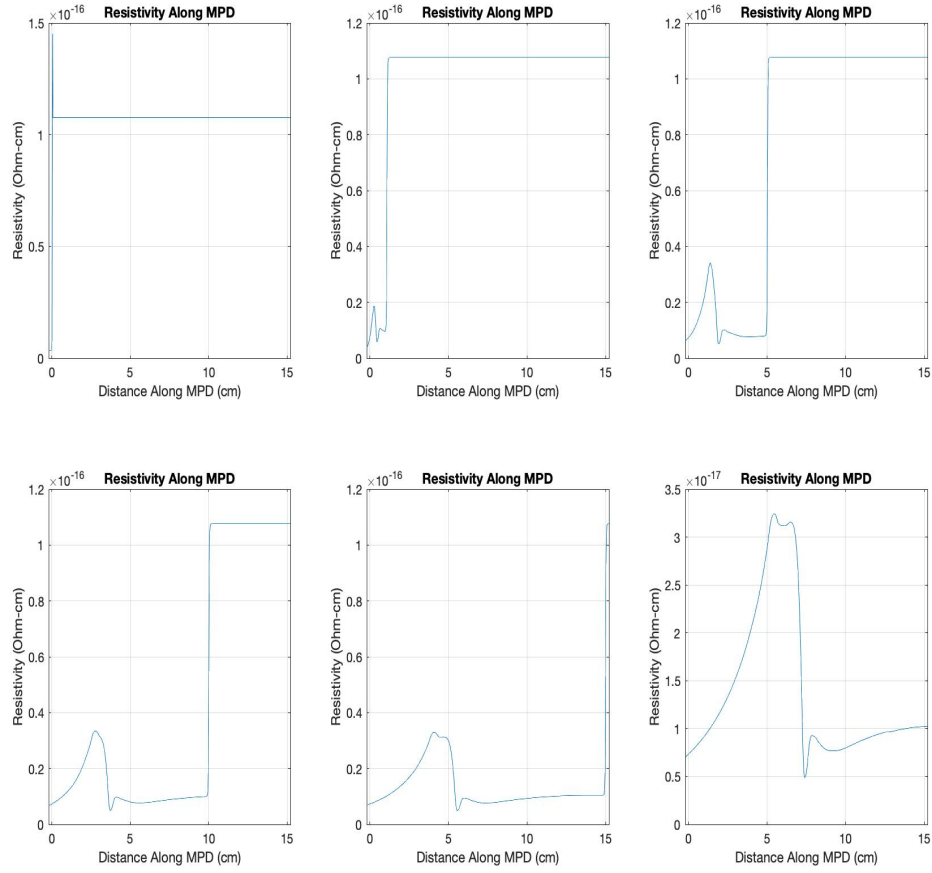 Resistivity Along MPD
×10-16
1.5
1
0.5
0
Resistivity (Ohm-cm)
0 5 10 15
Distance Along MPD (cm)
Resistivity Along MPD
×10-16
1.2
1
0.8
0.6
0.4
0.2
0
Resistivity (Ohm-cm)
0 5 10 15
Distance Along MPD (cm)
Resistivity Along MPD
×10-16
1.2
1
0.8
0.6
0.4
0.2
0
Resistivity (Ohm-cm)
0 5 10 15
Distance Along MPD (cm)
Resistivity Along MPD
×10-16
1.2
1
0.8
0.6
0.4
0.2
0
Resistivity (Ohm-cm)
0 5 10 15
Distance Along MPD (cm)
Resistivity Along MPD
×10-16
1.2
1
0.8
0.6
0.4
0.2
0
Resistivity (Ohm-cm)
0 5 10 15
Distance Along MPD (cm)
Resistivity Along MPD
×10-17
3.5
3
2.5
2
1.5
1
0.5
0
Resistivity (Ohm-cm)
0 5 10 15
Distance Along MPD (cm)